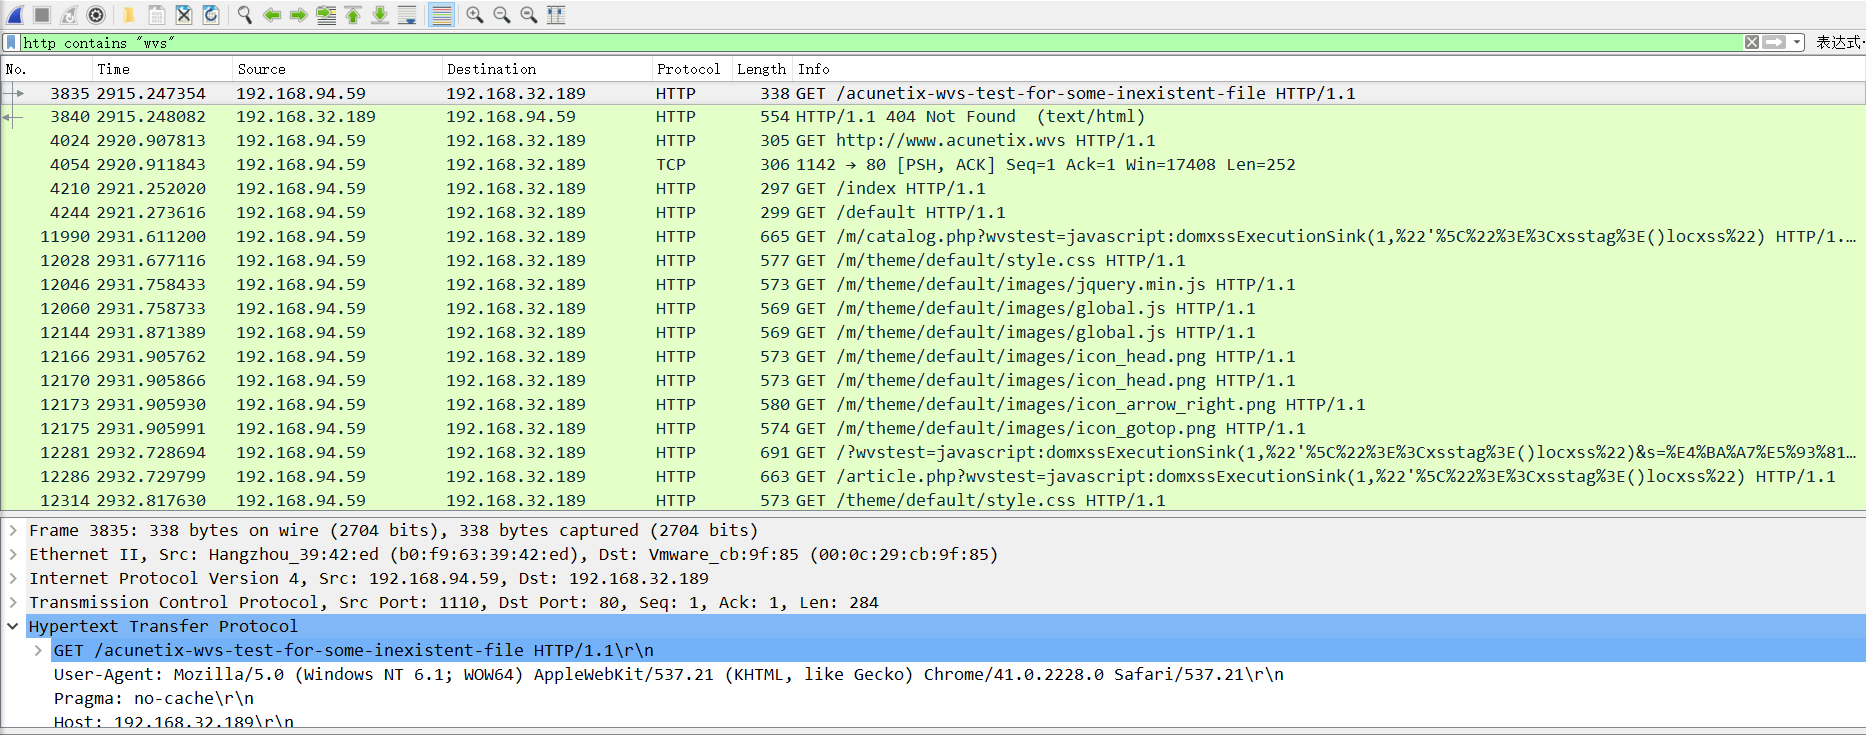 http contains "wvs" 表达式
No. Time Source Destination Protocol Length Info
3835 2915.247354 192.168.94.59 192.168.32.189 HTTP 338 GET /acunetix-wvs-test-for-some-inexistent-file HTTP/1.1
3840 2915.248082 192.168.32.189 192.168.94.59 HTTP 554 HTTP/1.1 404 Not Found (text/html)
4024 2920.907813 192.168.94.59 192.168.32.189 HTTP 305 GET http://www.acunetix.wvs HTTP/1.1
4054 2920.911843 192.168.94.59 192.168.32.189 TCP 306 1142 → 80 [PSH, ACK] Seq=1 Ack=1 Win=17408 Len=252
4210 2921.252020 192.168.94.59 192.168.32.189 HTTP 297 GET /index HTTP/1.1
4244 2921.273616 192.168.94.59 192.168.32.189 HTTP 299 GET /default HTTP/1.1
11990 2931.611200 192.168.94.59 192.168.32.189 HTTP 665 GET /m/catalog.php?wvstest=javascript:domxssExecutionSink(1,%22'%5C%22%3E%3Cxsstag%3E()locxss%22) HTTP/1.…
12028 2931.677116 192.168.94.59 192.168.32.189 HTTP 577 GET /m/theme/default/style.css HTTP/1.1
12046 2931.758433 192.168.94.59 192.168.32.189 HTTP 573 GET /m/theme/default/images/jquery.min.js HTTP/1.1
12060 2931.758733 192.168.94.59 192.168.32.189 HTTP 569 GET /m/theme/default/images/global.js HTTP/1.1
12144 2931.871389 192.168.94.59 192.168.32.189 HTTP 569 GET /m/theme/default/images/global.js HTTP/1.1
12166 2931.905762 192.168.94.59 192.168.32.189 HTTP 573 GET /m/theme/default/images/icon_head.png HTTP/1.1
12170 2931.905866 192.168.94.59 192.168.32.189 HTTP 573 GET /m/theme/default/images/icon_head.png HTTP/1.1
12173 2931.905930 192.168.94.59 192.168.32.189 HTTP 580 GET /m/theme/default/images/icon_arrow_right.png HTTP/1.1
12175 2931.905991 192.168.94.59 192.168.32.189 HTTP 574 GET /m/theme/default/images/icon_gotop.png HTTP/1.1
12281 2932.728694 192.168.94.59 192.168.32.189 HTTP 691 GET /?wvstest=javascript:domxssExecutionSink(1,%22'%5C%22%3E%3Cxsstag%3E()locxss%22)&s=%E4%BA%A7%E5%93%81…
12286 2932.729799 192.168.94.59 192.168.32.189 HTTP 663 GET /article.php?wvstest=javascript:domxssExecutionSink(1,%22'%5C%22%3E%3Cxsstag%3E()locxss%22) HTTP/1.1
12314 2932.817630 192.168.94.59 192.168.32.189 HTTP 573 GET /theme/default/style.css HTTP/1.1
Frame 3835: 338 bytes on wire (2704 bits), 338 bytes captured (2704 bits)
Ethernet II, Src: Hangzhou_39:42:ed (b0:f9:63:39:42:ed), Dst: Vmware_cb:9f:85 (00:0c:29:cb:9f:85)
Internet Protocol Version 4, Src: 192.168.94.59, Dst: 192.168.32.189
Transmission Control Protocol, Src Port: 1110, Dst Port: 80, Seq: 1, Ack: 1, Len: 284
Hypertext Transfer Protocol
GET /acunetix-wvs-test-for-some-inexistent-file HTTP/1.1\r\n
User-Agent: Mozilla/5.0 (Windows NT 6.1; WOW64) AppleWebKit/537.21 (KHTML, like Gecko) Chrome/41.0.2228.0 Safari/537.21\r\n
Pragma: no-cache\r\n
Host: 192.168.32.189\r\n